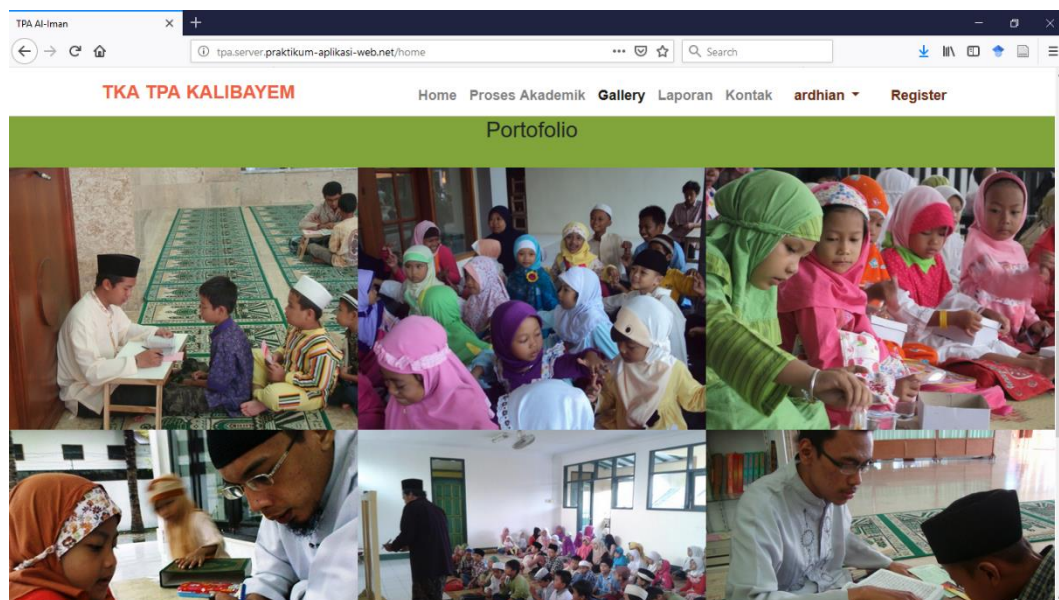 TPA Al-Iman
tpa.server.praktikum-aplikasi-web.net/home
Search
TKA TPA KALIBAYEM
Home Proses Akademik Gallery Laporan Kontak ardhian Register
Portofolio